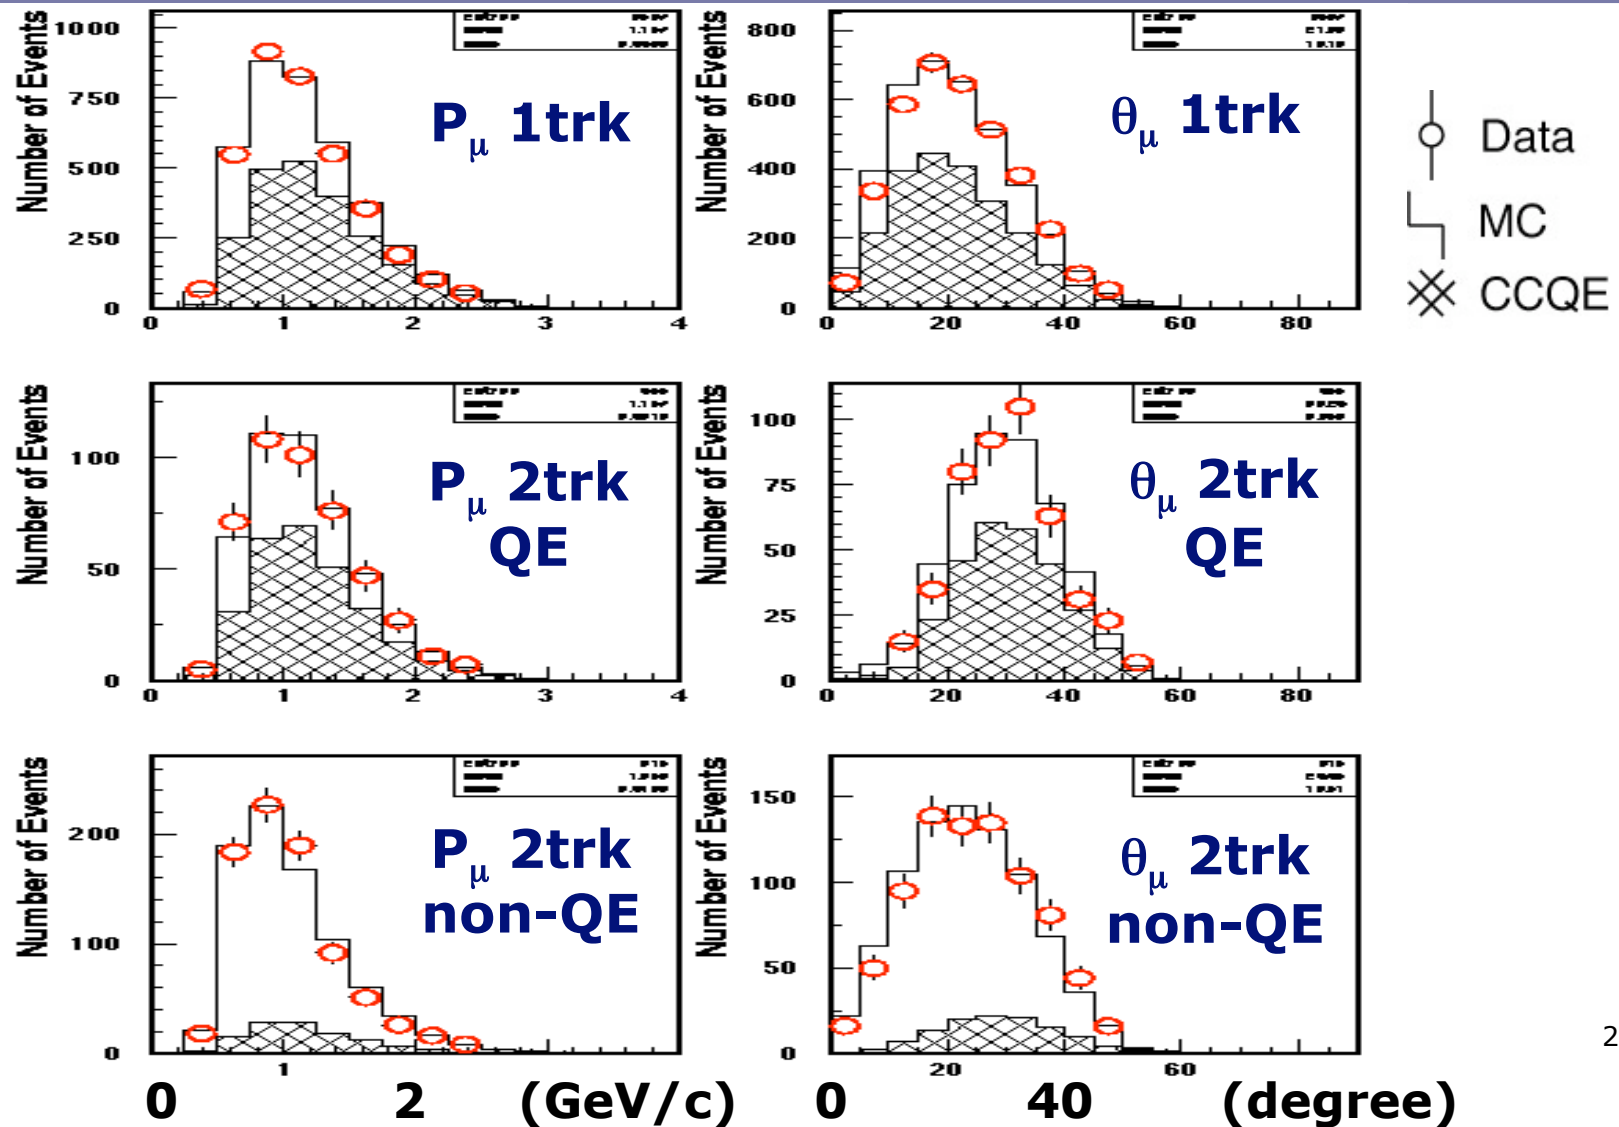 Number of Events
1000
750
500
250
0
0 1 2 3 4
Pμ 1trk
Number of Events
800
600
400
200
0
0 20 40 60 80
θμ 1trk
Data
MC
CCQE
Number of Events
100
50
0
0 1 2 3 4
Pμ 2trk
QE
Number of Events
100
75
50
25
0
0 20 40 60 80
θμ 2trk
QE
Number of Events
200
100
0
1
Pμ 2trk
non-QE
Number of Events
150
100
50
0
20 60
θμ 2trk
non-QE
0 2 (GeV/c)
0 40 (degree)
2